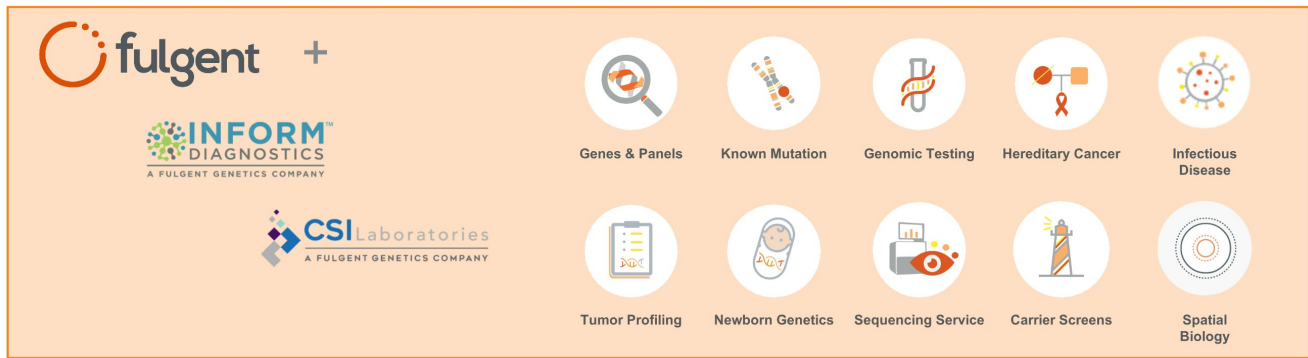 fulgent +
INFORM™
DIAGNOSTICS
A FULGENT GENETICS COMPANY
CSI Laboratories
A FULGENT GENETICS COMPANY
Genes & Panels
Known Mutation
Genomic Testing
Hereditary Cancer
Infectious
Disease
Tumor Profiling
Newborn Genetics
Sequencing Service
Carrier Screens
Spatial
Biology